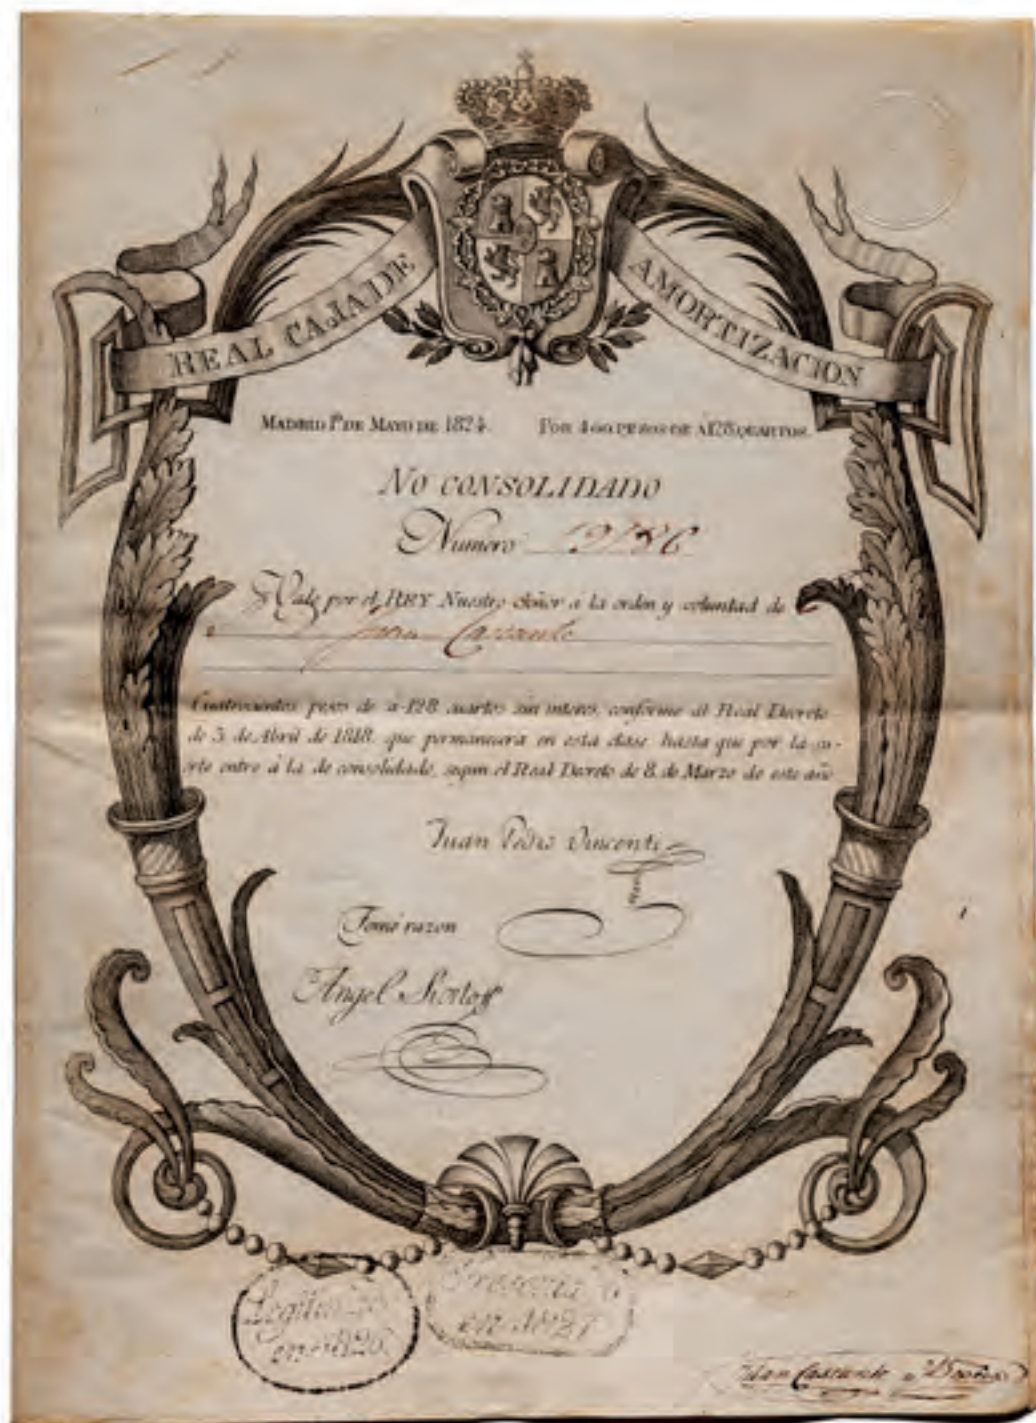 REAL CAJA DE AMORTIZACION
MADRID 1º DE MAYO DE 1824. POR 400 PESOS DE Á 128 QUARTOS.
NO CONSOLIDADO
Numero
Vale por el REY Nuestro Señor á la orden y voluntad de
Juan
Cuatrocientos pesos de á 128 cuartos sin interes, conforme al Real Decreto
de 3 de Abril de 1818, que permanecera en esta clase hasta que por la su-
erte entre á la de consolidado, segun el Real Decreto de 8 de Marzo de este año
Juan Pedro Vincenti
Tomé razon
Angel
en 1826
en 1827
Juan